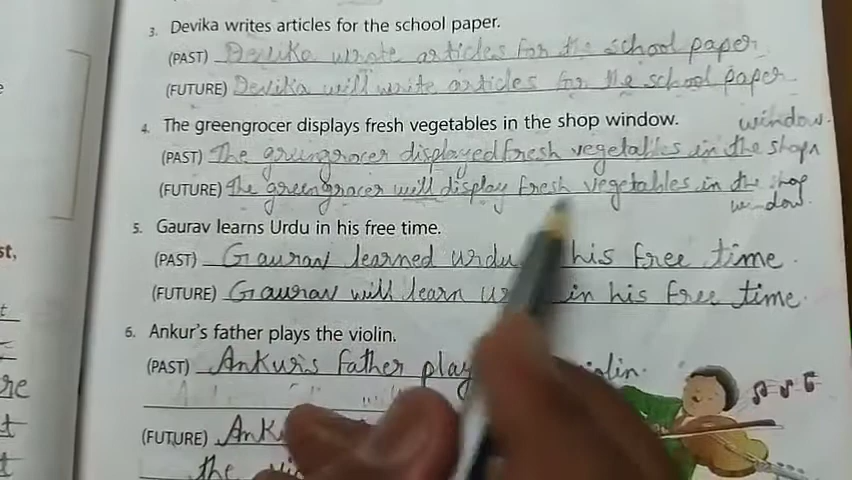 3. Devika writes articles for the school paper.
(PAST) Devika wrote articles for the school paper
(FUTURE) Devika will write articles for the school paper
4. The greengrocer displays fresh vegetables in the shop window.
window.
(PAST) The greengrocer displayed fresh vegetables in the shop
(FUTURE) The greengrocer will display fresh vegetables in the shop
window.
5. Gaurav learns Urdu in his free time.
(PAST) Gaurav learned urdu his free time.
(FUTURE) Gaurav will learn in his free time.
6. Ankur's father plays the violin.
(PAST) Ankur's father
(FUTURE)
the